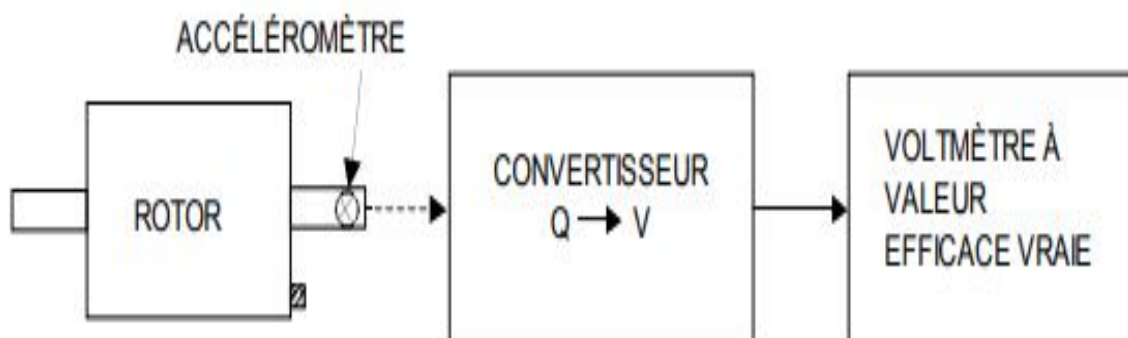 ACCÉLÉROMÈTRE
ROTOR
CONVERTISSEUR
Q → V
VOLTMÈTRE À
VALEUR
EFFICACE VRAIE